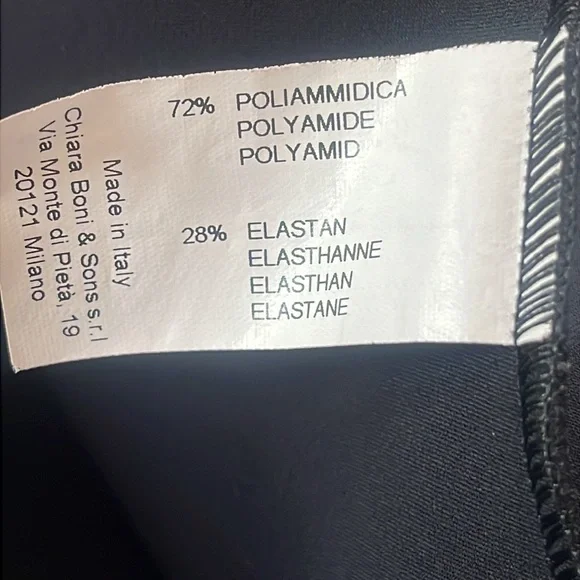 72% POLIAMMIDICA
POLYAMIDE
POLYAMID
28% ELASTAN
ELASTHANNE
ELASTHAN
ELASTANE
Made in Italy
Chiara Boni & Sons s.r.l
Via Monte di Pietà, 19
20121 Milano